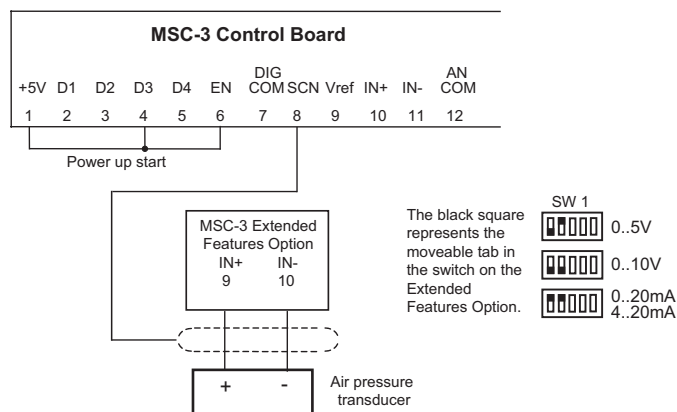 MSC-3 Control Board
+5V D1 D2 D3 D4 EN DIG COM SCN Vref IN+ IN- AN COM
1 2 3 4 5 6 7 8 9 10 11 12
Power up start
MSC-3 Extended
Features Option
IN+ IN-
9 10
+ -
Air pressure
transducer
The black square
represents the
moveable tab in
the switch on the
Extended
Features Option.
SW 1
0..5V
0..10V
0..20mA
4..20mA